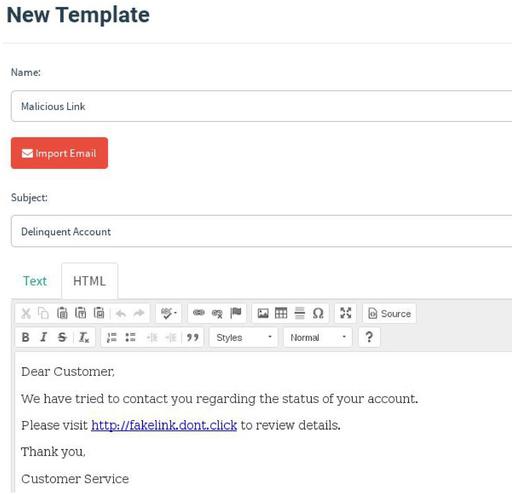 New Template
Name:
Malicious Link
Import Email
Subject:
Delinquent Account
Text HTML
Source
B I S Tx Styles Normal ?
Dear Customer,
We have tried to contact you regarding the status of your account.
Please visit http://fakelink.dont.click to review details.
Thank you,
Customer Service